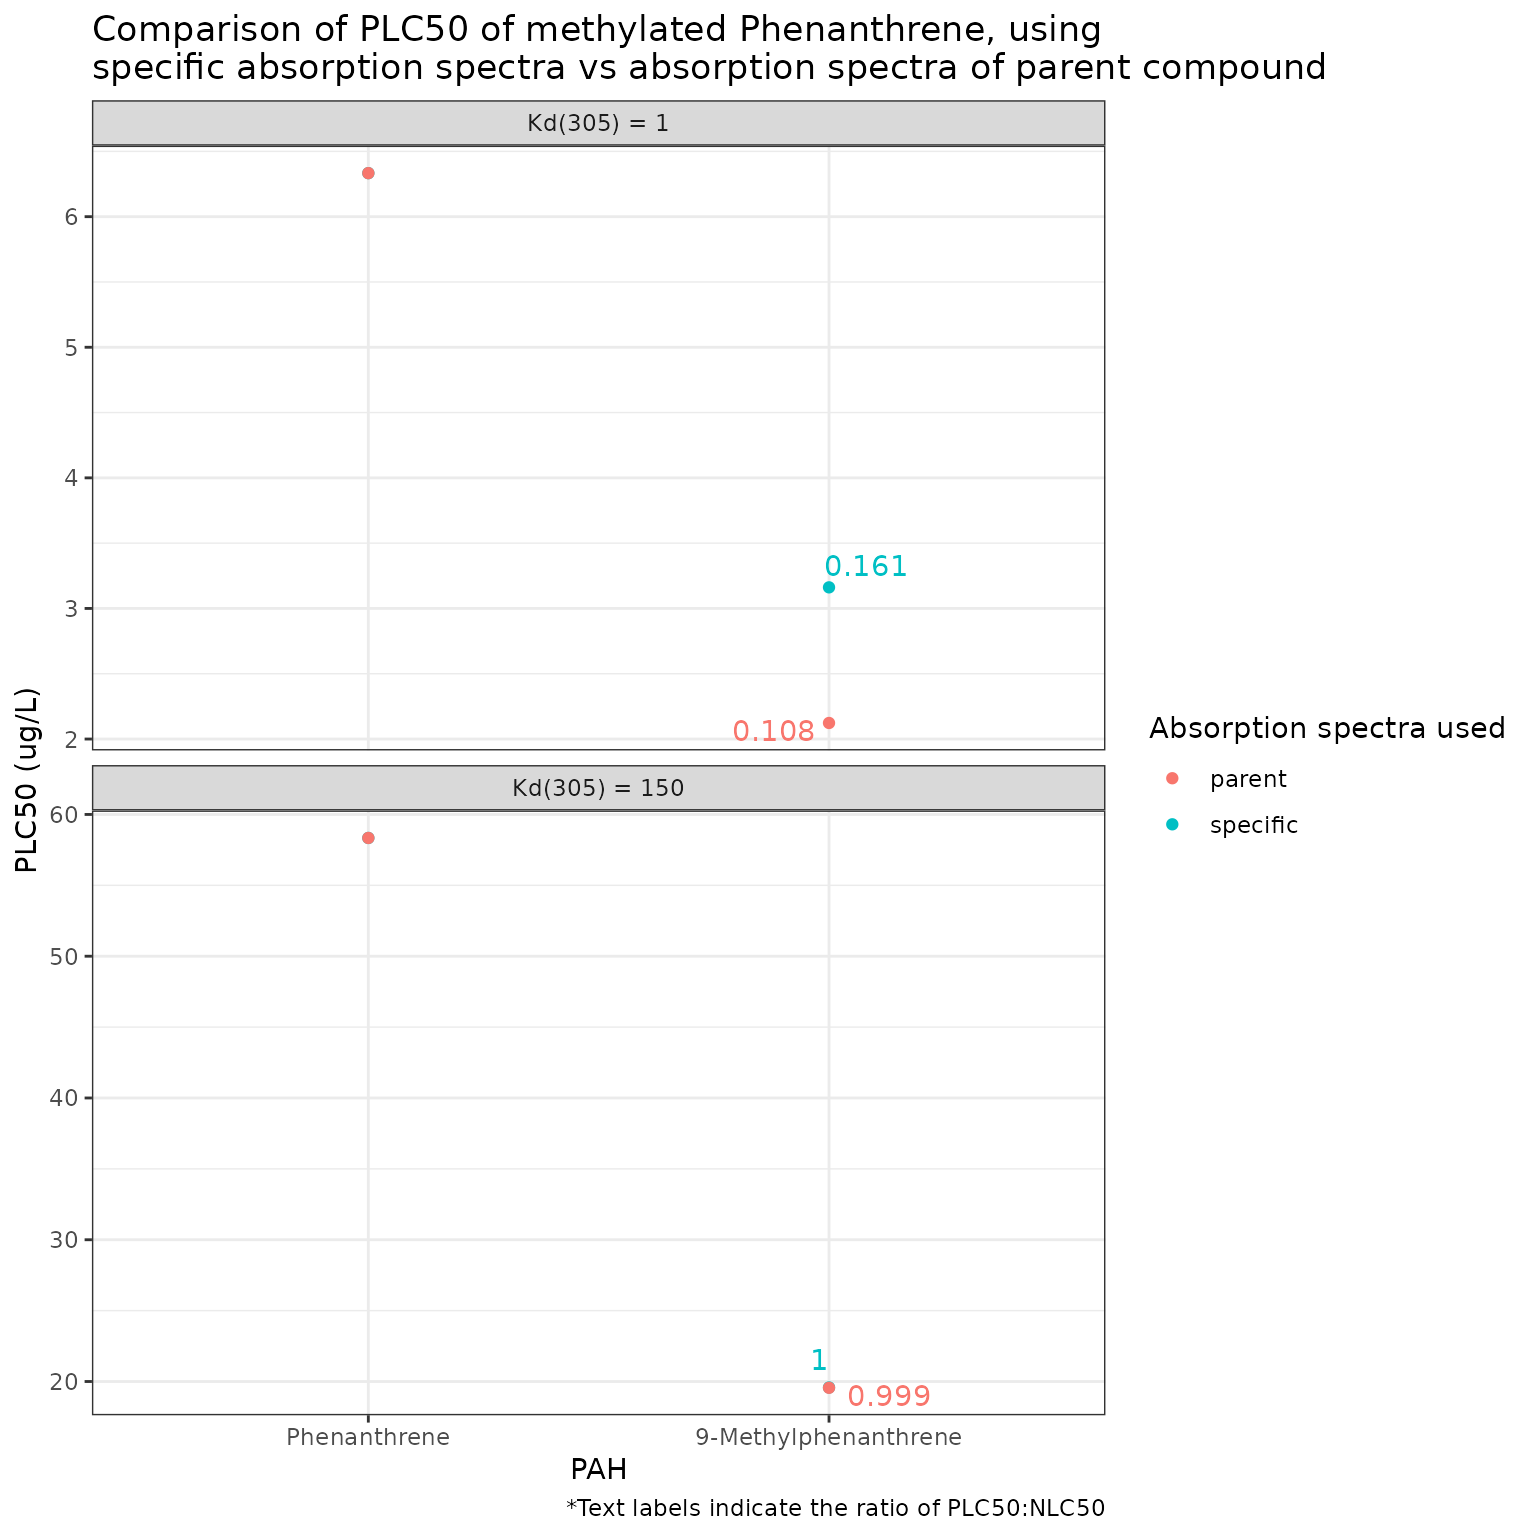 Comparison of PLC50 of methylated Phenanthrene, using
specific absorption spectra vs absorption spectra of parent compound
Kd(305) = 1
6
5
4
0.161
3
0.108
2
PLC50 (ug/L)
Kd(305) = 150
60
50
40
30
1
20
0.999
Phenanthrene
9-Methylphenanthrene
PAH
*Text labels indicate the ratio of PLC50:NLC50
Absorption spectra used
parent
specific